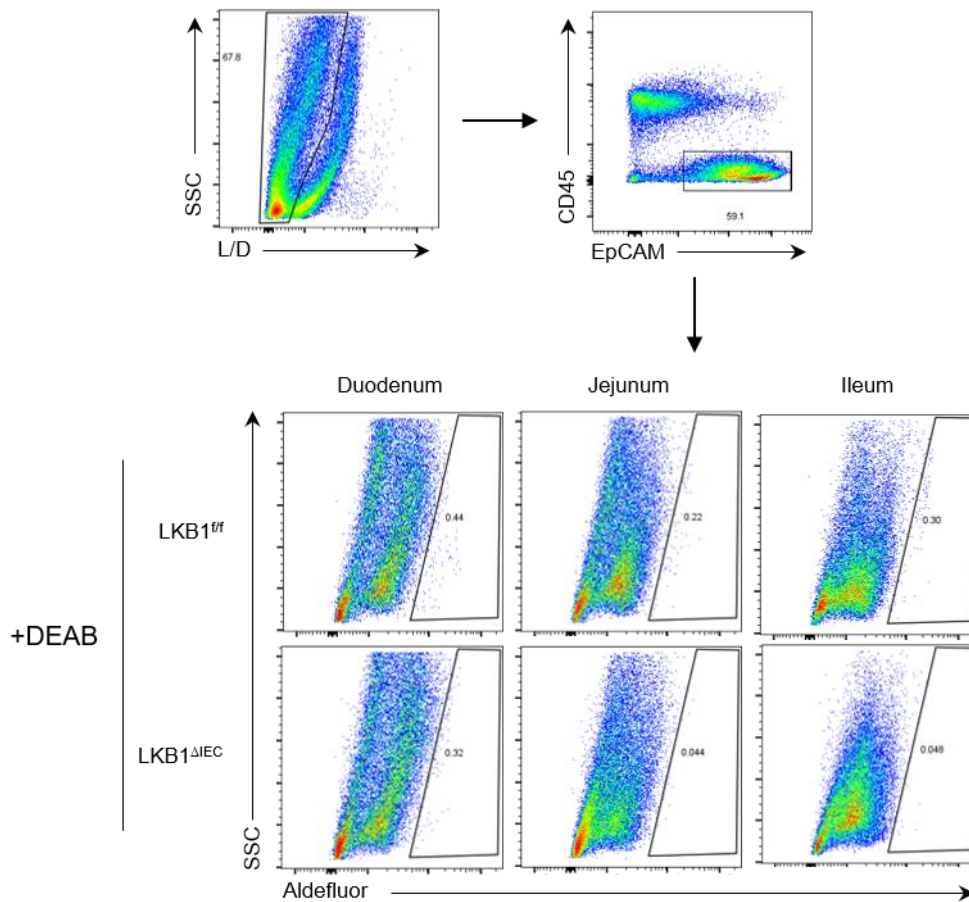 67.8
SSC
L/D
CD45
59.1
EpCAM
Duodenum
Jejunum
Ileum
+DEAB
LKB1f/f
0.44
0.22
0.30
LKB1ΔIEC
0.32
0.044
0.048
SSC
Aldefluor